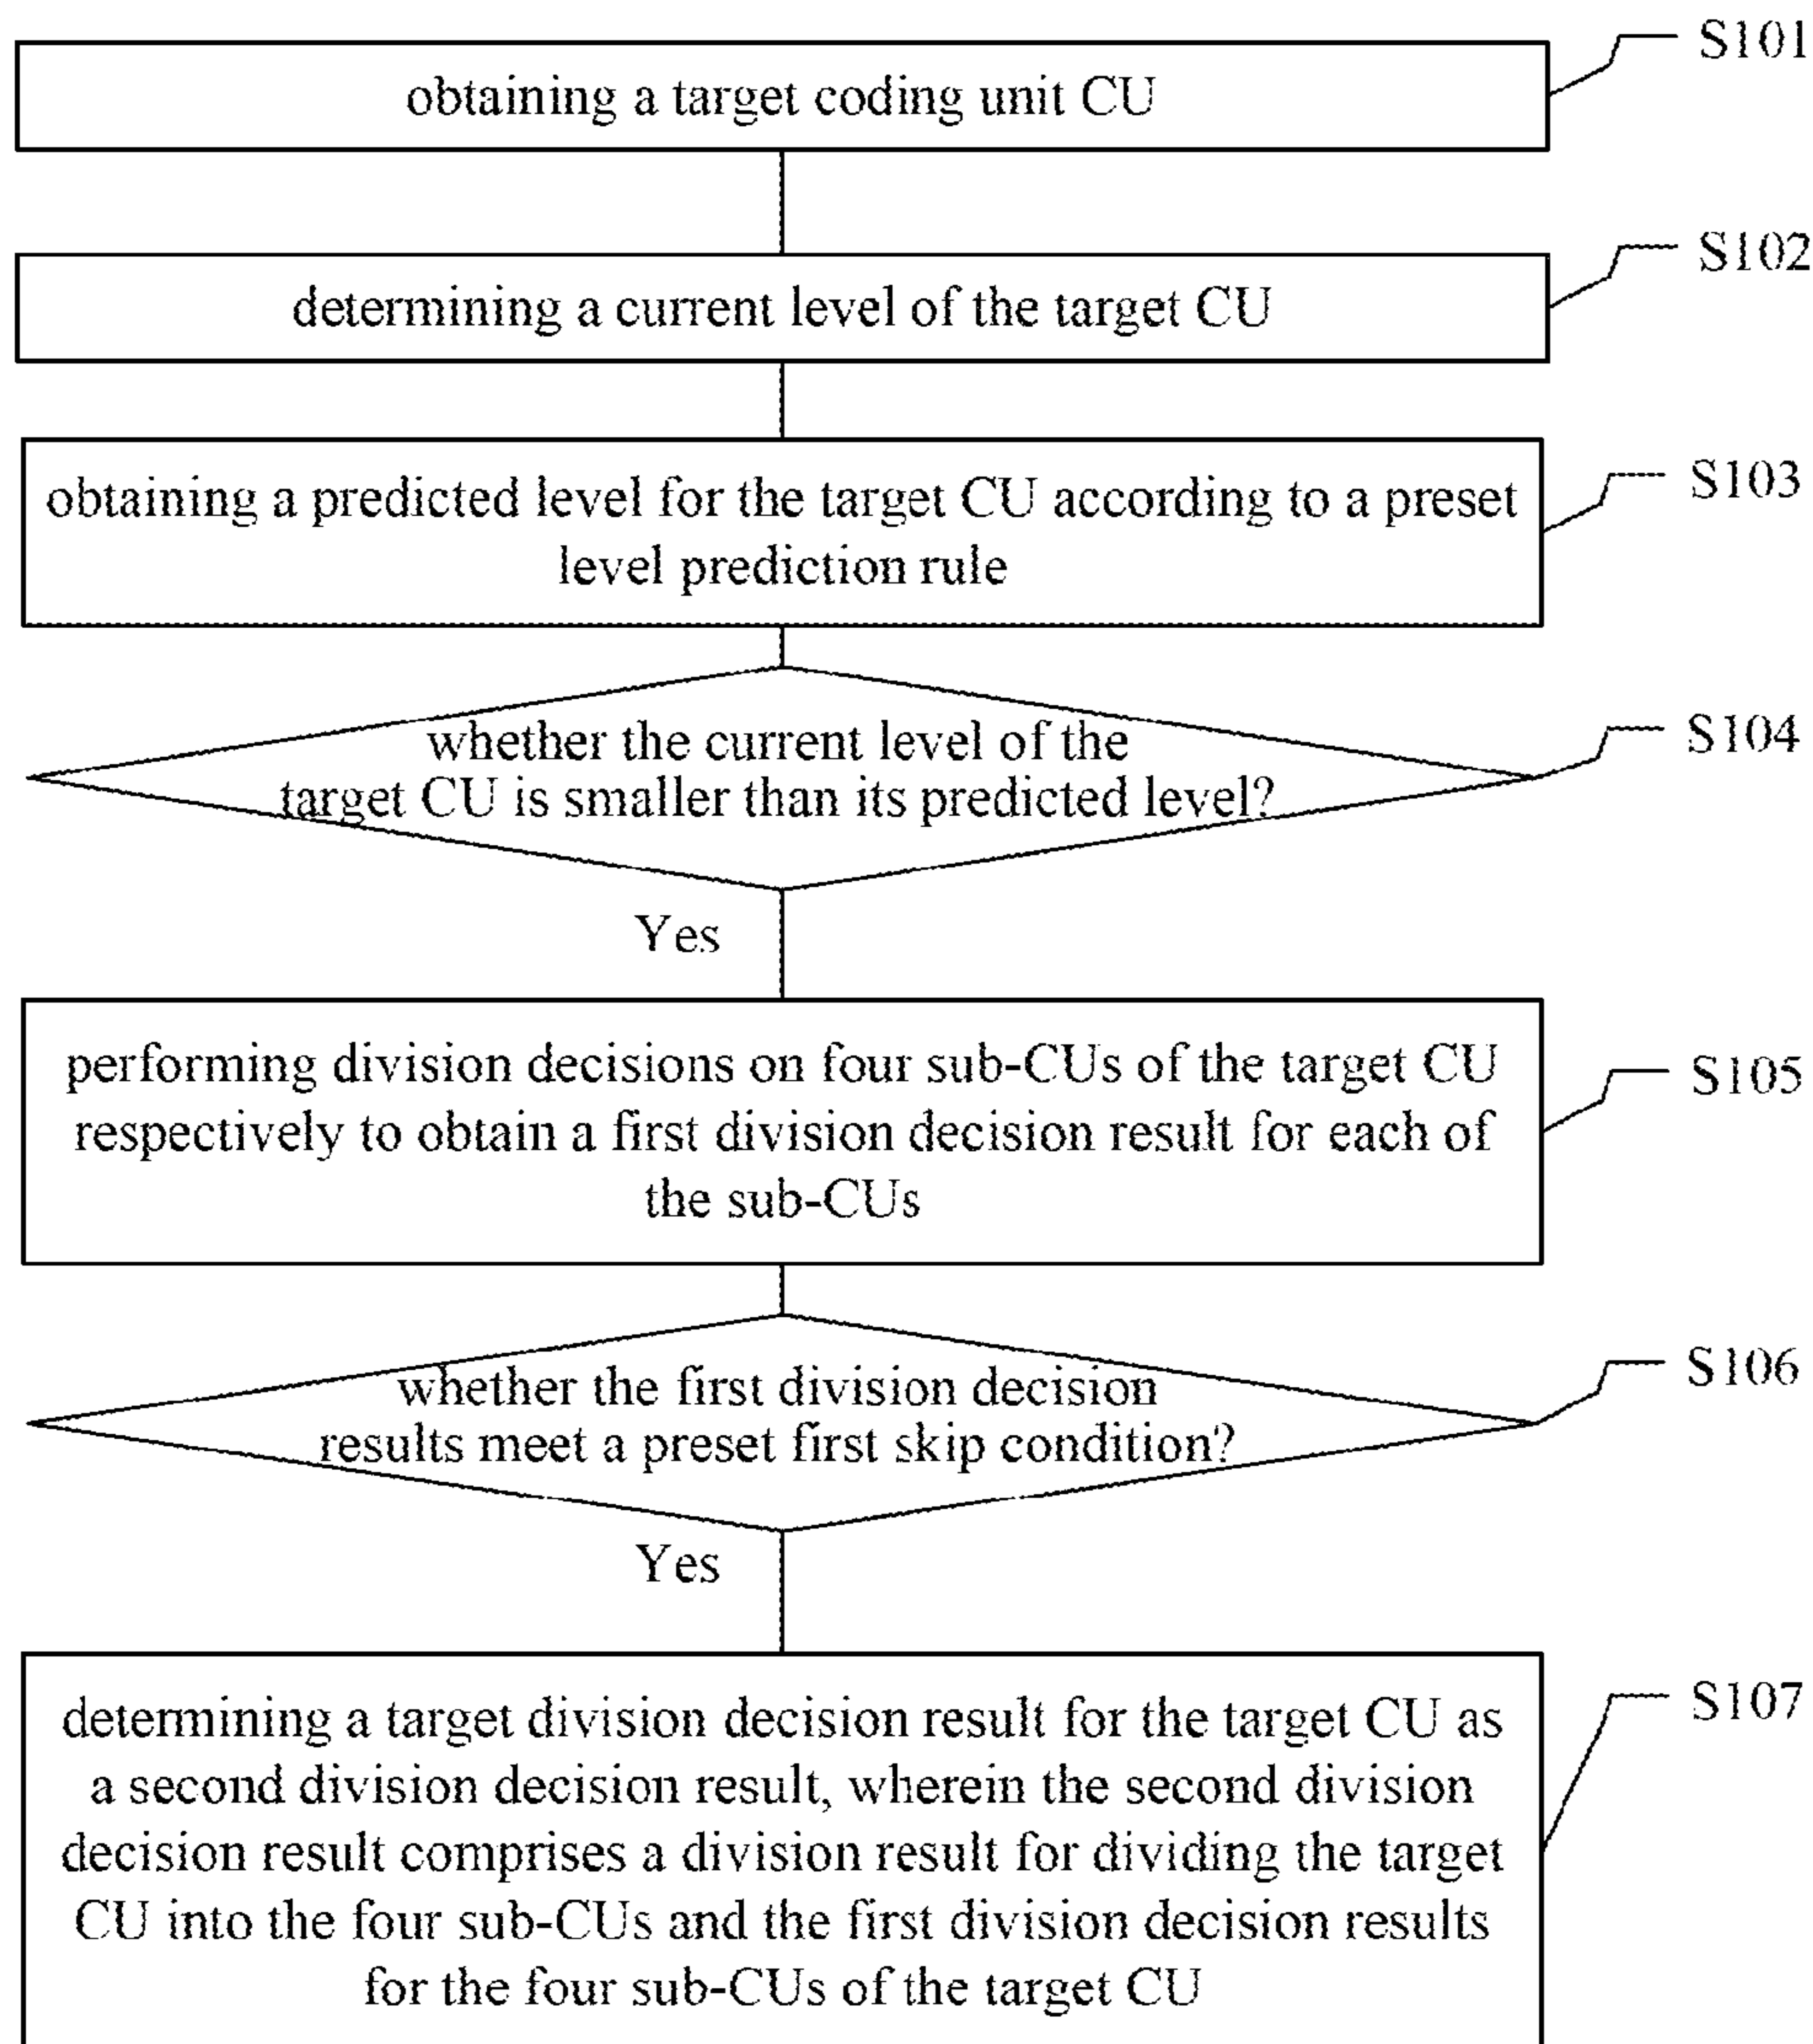 S101
obtaining a target coding unit CU
S102
determining a current level of the target CU
S103
obtaining a predicted level for the target CU according to a preset
level prediction rule
S104
whether the current level of the
target CU is smaller than its predicted level?
Yes
S105
performing division decisions on four sub-CUs of the target CU
respectively to obtain a first division decision result for each of
the sub-CUs
S106
whether the first division decision
results meet a preset first skip condition?
Yes
S107
determining a target division decision result for the target CU as
a second division decision result, wherein the second division
decision result comprises a division result for dividing the target
CU into the four sub-CUs and the first division decision results
for the four sub-CUs of the target CU